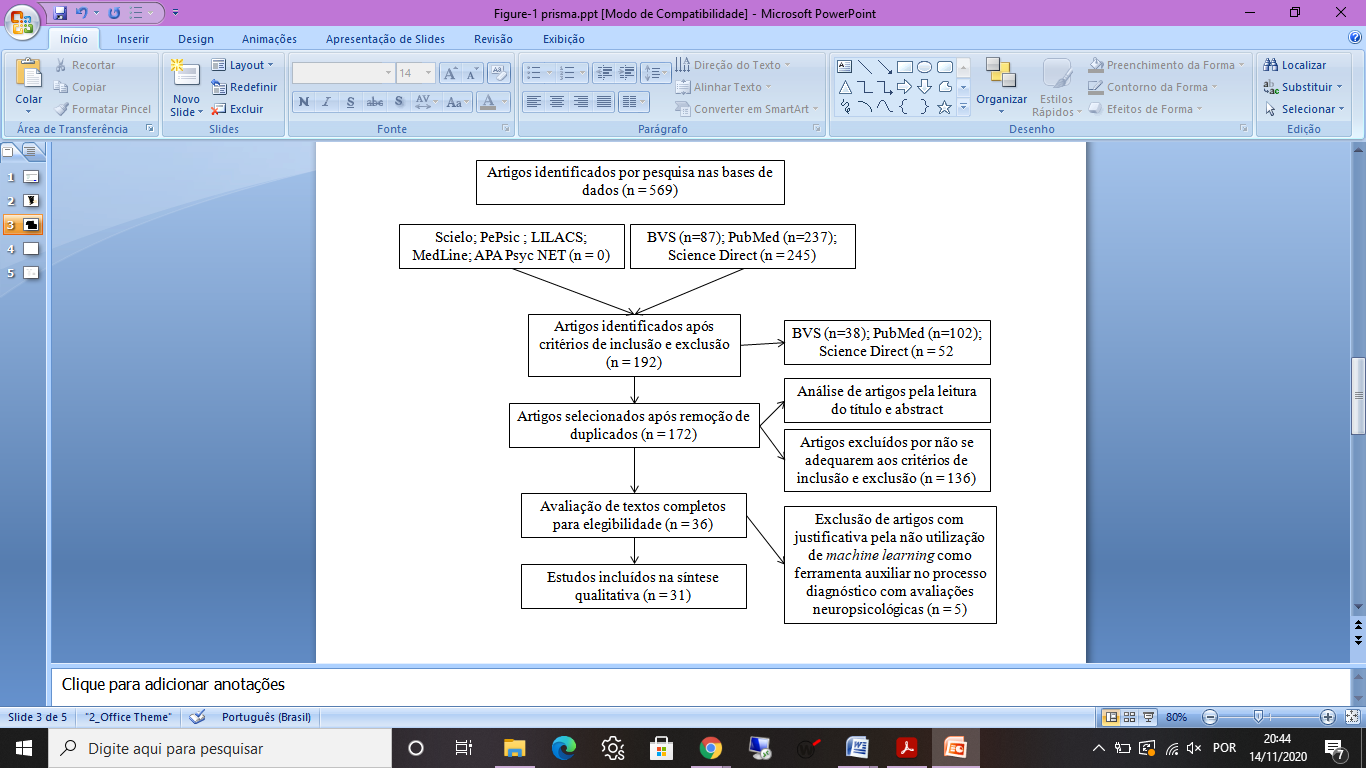 Figure-1 prisma.ppt [Modo de Compatibilidade] - Microsoft PowerPoint
Início Inserir Design Animações Apresentação de Slides Revisão Exibição
Colar
Recortar
Copiar
Formatar Pincel
Área de Transferência
Novo
Slide
Layout
Redefinir
Excluir
Slides
14
N I S abc S AV Aa A
Fonte
Direção do Texto
Alinhar Texto
Converter em SmartArt
Parágrafo
Organizar
Estilos
Rápidos
Preenchimento da Forma
Contorno da Forma
Efeitos de Forma
Desenho
Localizar
Substituir
Selecionar
Edição
1
2
3
4
5
Artigos identificados por pesquisa nas bases de
dados (n = 569)
Scielo; PePsic ; LILACS;
MedLine; APA Psyc NET (n = 0)
BVS (n=87); PubMed (n=237);
Science Direct (n = 245)
Artigos identificados após
critérios de inclusão e exclusão
(n = 192)
BVS (n=38); PubMed (n=102);
Science Direct (n = 52
Artigos selecionados após remoção de
duplicados (n = 172)
Análise de artigos pela leitura
do título e abstract
Artigos excluídos por não se
adequarem aos critérios de
inclusão e exclusão (n = 136)
Avaliação de textos completos
para elegibilidade (n = 36)
Exclusão de artigos com
justificativa pela não utilização
de machine learning como
ferramenta auxiliar no processo
diagnóstico com avaliações
neuropsicológicas (n = 5)
Estudos incluídos na síntese
qualitativa (n = 31)
Clique para adicionar anotações
Slide 3 de 5 "2_Office Theme" Português (Brasil) 80%
Digite aqui para pesquisar
POR
20:44
14/11/2020
7